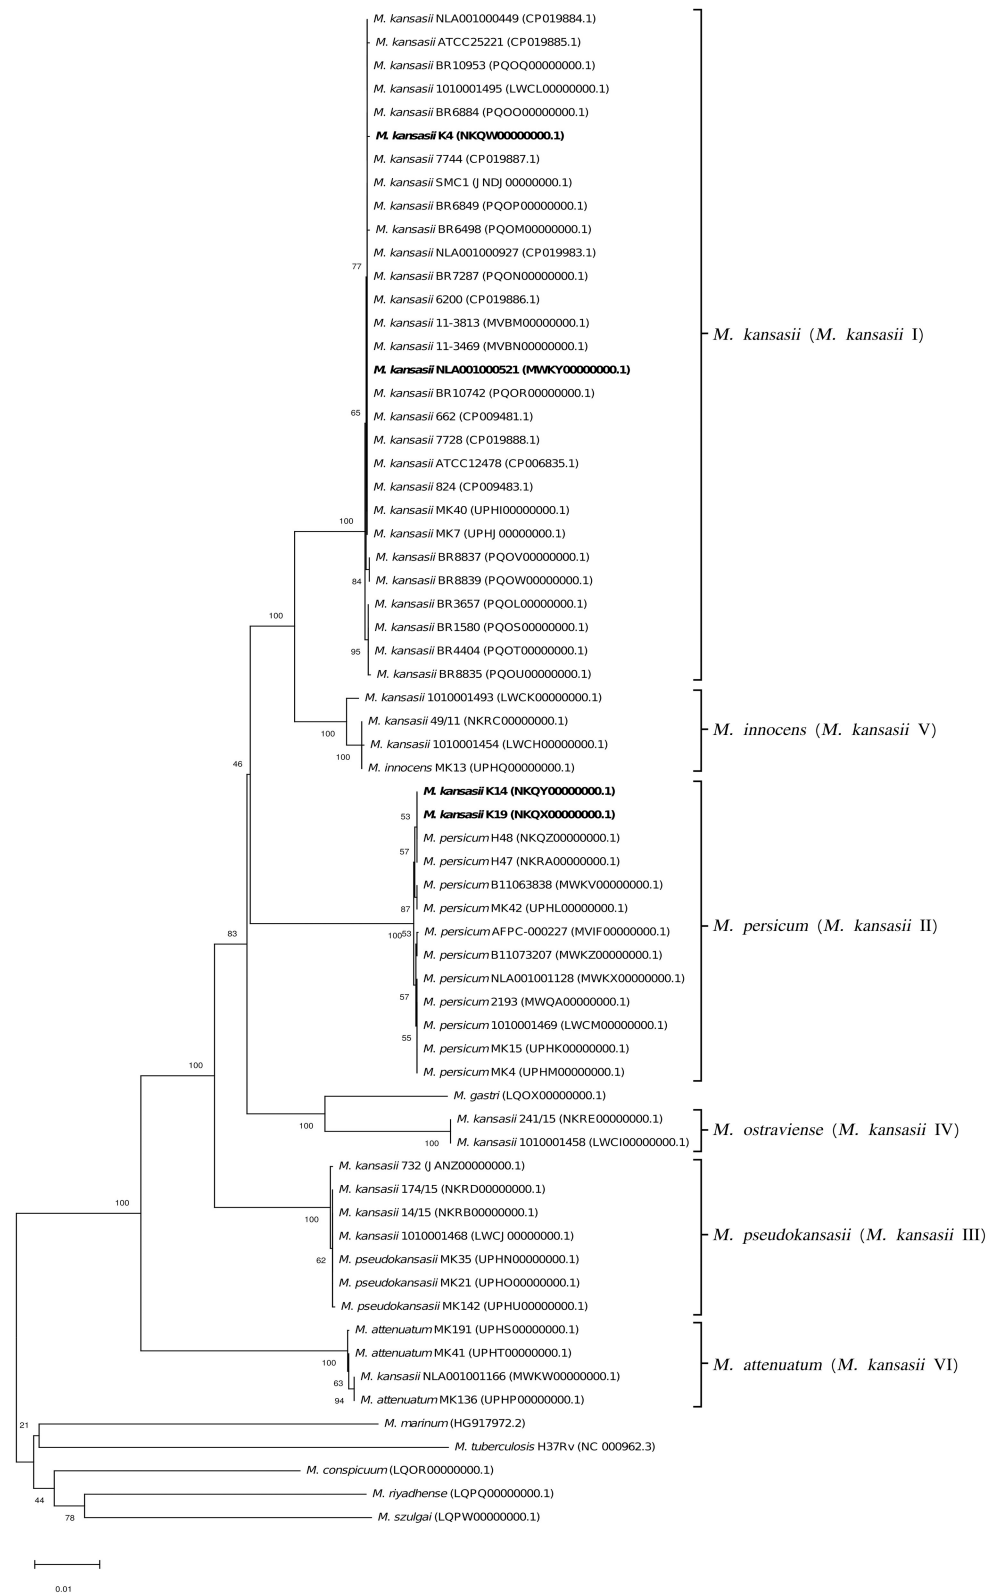 M. kansasii NLA001000449 (CP019884.1)
M. kansasii ATCC25221 (CP019885.1)
M. kansasii BR10953 (PQOQ00000000.1)
M. kansasii 1010001495 (LWCL00000000.1)
M. kansasii BR6884 (PQOO00000000.1)
M. kansasii K4 (NKQW00000000.1)
M. kansasii 7744 (CP019887.1)
M. kansasii SMC1 (JNDJ00000000.1)
M. kansasii BR6849 (PQOP00000000.1)
M. kansasii BR6498 (PQOM00000000.1)
M. kansasii NLA001000927 (CP019983.1)
77
M. kansasii BR7287 (PQON00000000.1)
M. kansasii 6200 (CP019886.1)
M. kansasii 11-3813 (MVBM00000000.1)
M. kansasii (M. kansasii I)
M. kansasii 11-3469 (MVBN00000000.1)
M. kansasii NLA001000521 (MWKY00000000.1)
M. kansasii BR10742 (PQOR00000000.1)
65
M. kansasii 662 (CP009481.1)
M. kansasii 7728 (CP019888.1)
M. kansasii ATCC12478 (CP006835.1)
M. kansasii 824 (CP009483.1)
M. kansasii MK40 (UPHI00000000.1)
100
M. kansasii MK7 (UPHJ00000000.1)
M. kansasii BR8837 (PQOV00000000.1)
84
M. kansasii BR8839 (PQOW00000000.1)
M. kansasii BR3657 (PQOL00000000.1)
100
M. kansasii BR1580 (PQOS00000000.1)
95
M. kansasii BR4404 (PQOT00000000.1)
M. kansasii BR8835 (PQOU00000000.1)
M. kansasii 1010001493 (LWCK00000000.1)
M. kansasii 49/11 (NKRC00000000.1)
M. innocens (M. kansasii V)
100
M. kansasii 1010001454 (LWCH00000000.1)
100
46
M. innocens MK13 (UPHQ00000000.1)
M. kansasii K14 (NKQY00000000.1)
M. kansasii K19 (NKQX00000000.1)
53
M. persicum H48 (NKQZ00000000.1)
57
M. persicum H47 (NKRA00000000.1)
M. persicum B11063838 (MWKV00000000.1)
87
M. persicum MK42 (UPHL00000000.1)
M. persicum (M. kansasii II)
83
100
53
M. persicum AFPC-000227 (MVIF00000000.1)
M. persicum B11073207 (MWKZ00000000.1)
M. persicum NLA001001128 (MWKX00000000.1)
57
M. persicum 2193 (MWQA00000000.1)
M. persicum 1010001469 (LWCM00000000.1)
55
M. persicum MK15 (UPHK00000000.1)
100
M. persicum MK4 (UPHM00000000.1)
M. gastri (LQOX00000000.1)
M. kansasii 241/15 (NKRE00000000.1)
100
M. ostraviense (M. kansasii IV)
100
M. kansasii 1010001458 (LWCI00000000.1)
M. kansasii 732 (JANZ00000000.1)
M. kansasii 174/15 (NKRD00000000.1)
100
M. kansasii 14/15 (NKRB00000000.1)
100
M. kansasii 1010001468 (LWCJ00000000.1)
M. pseudokansasii (M. kansasii III)
62
M. pseudokansasii MK35 (UPHN00000000.1)
M. pseudokansasii MK21 (UPHO00000000.1)
M. pseudokansasii MK142 (UPHU00000000.1)
M. attenuatum MK191 (UPHS00000000.1)
M. attenuatum MK41 (UPHT00000000.1)
100
M. attenuatum (M. kansasii VI)
M. kansasii NLA001001166 (MWKW00000000.1)
63
94
M. attenuatum MK136 (UPHP00000000.1)
21
M. marinum (HG917972.2)
M. tuberculosis H37Rv (NC 000962.3)
M. conspicuum (LQOR00000000.1)
44
M. riyadhense (LQPQ00000000.1)
78
M. szulgai (LQPW00000000.1)
0.01